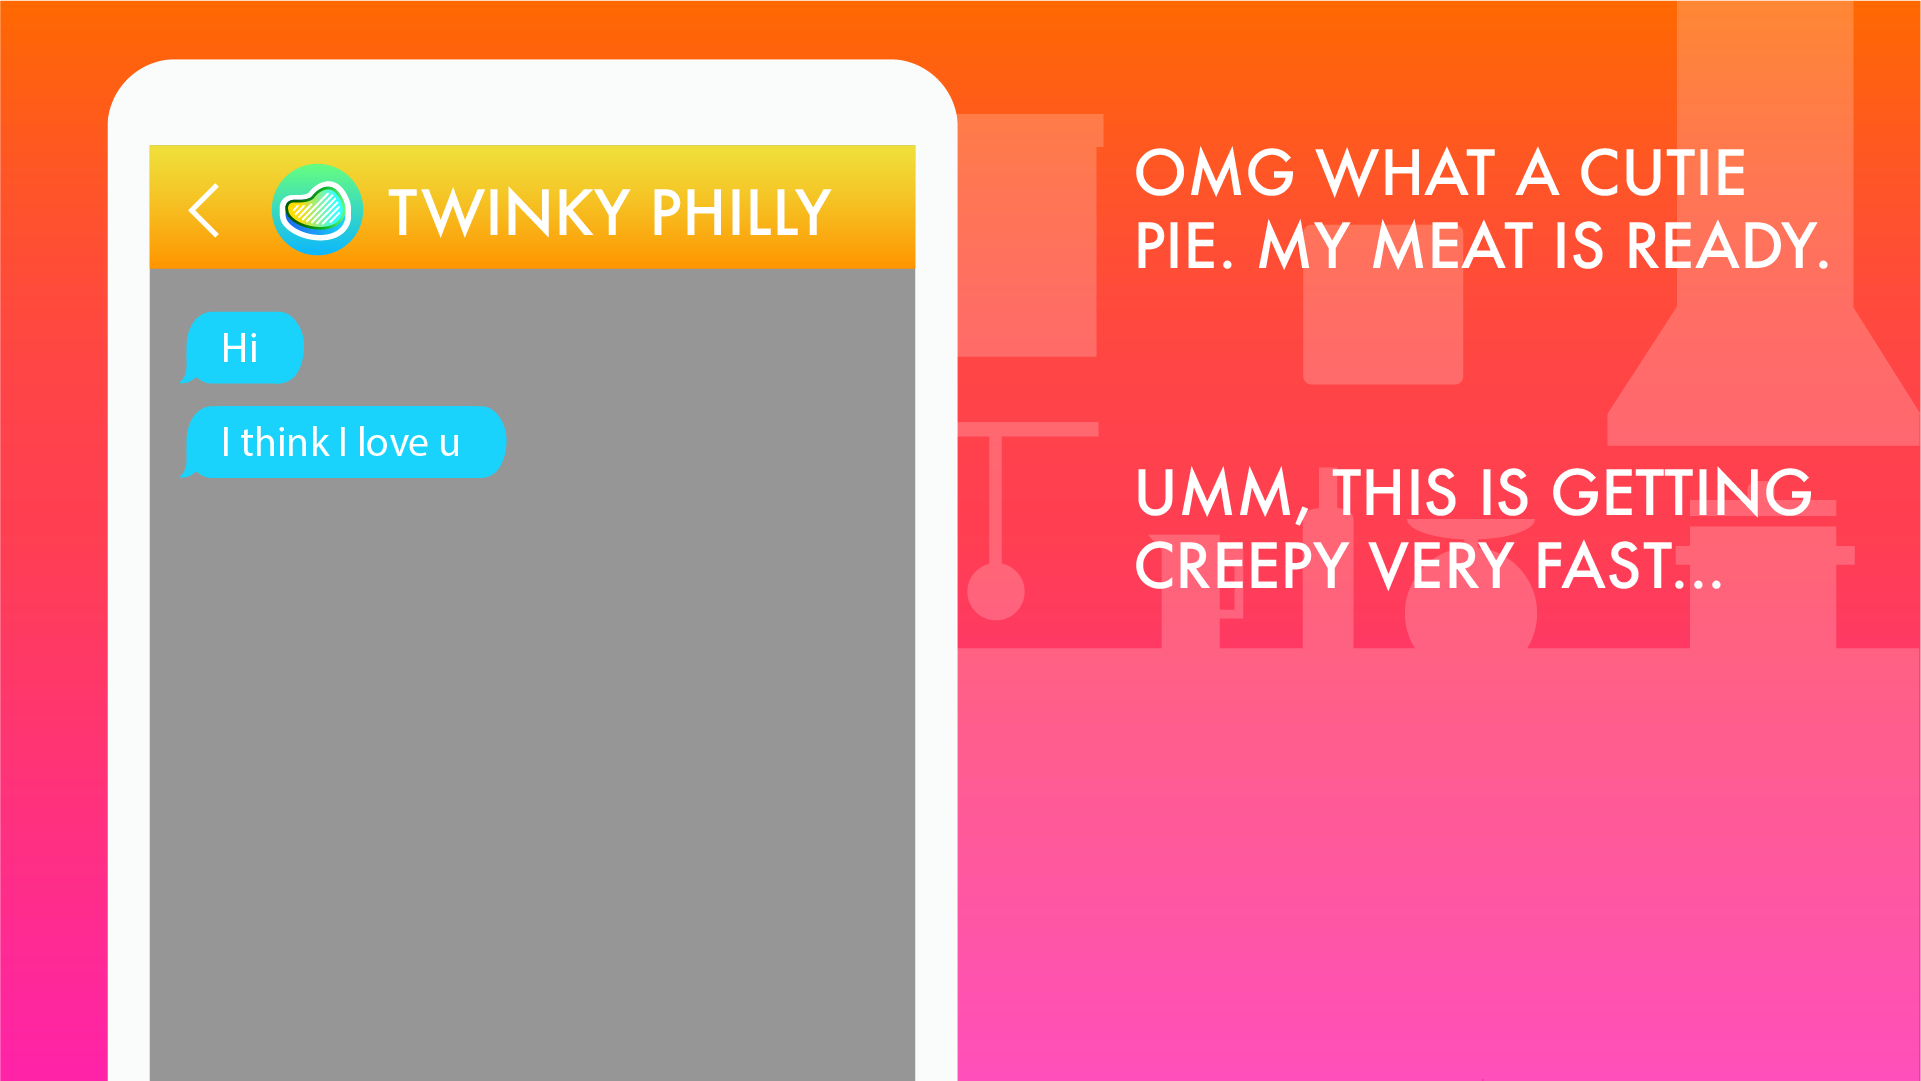 TWINKY PHILLY
Hi
I think I love u
OMG WHAT A CUTIE
PIE. MY MEAT IS READY.
UMM, THIS IS GETTING
CREEPY VERY FAST...